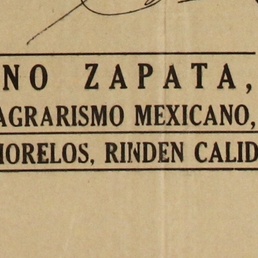 NO ZAPATA,
AGRARISMO MEXICANO,
MORELOS, RINDEN CALID